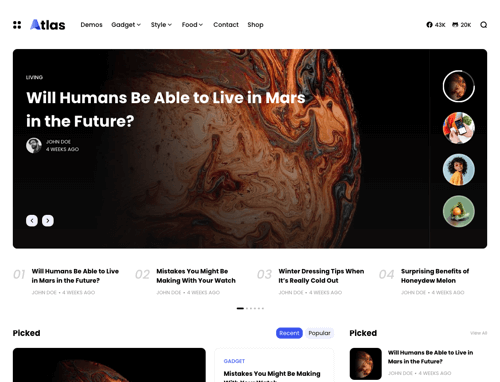 Atlas
Demos Gadget Style Food Contact Shop
43K 20K
LIVING
Will Humans Be Able to Live in Mars
in the Future?
JOHN DOE
4 WEEKS AGO
01 Will Humans Be Able to Live
in Mars in the Future?
JOHN DOE • 4 WEEKS AGO
02 Mistakes You Might Be
Making With Your Watch
JOHN DOE • 4 WEEKS AGO
03 Winter Dressing Tips When
It's Really Cold Out
JOHN DOE • 4 WEEKS AGO
04 Surprising Benefits of
Honeydew Melon
JOHN DOE • 4 WEEKS AGO
Picked
Recent Popular
GADGET
Mistakes You Might Be Making
With Your Watch
Picked
View All
Will Humans Be Able to Live in
Mars in the Future?
JOHN DOE • 4 WEEKS AGO